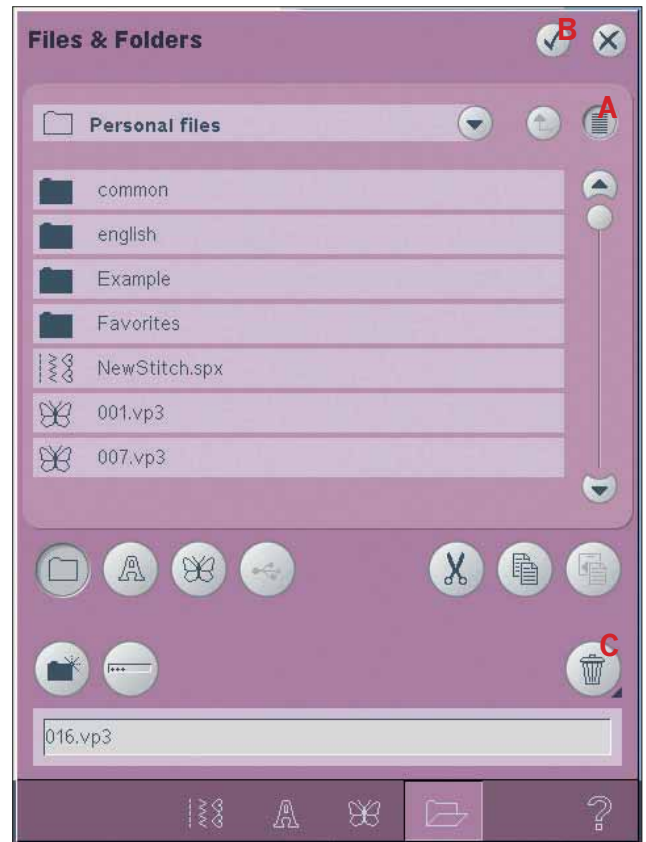 Files & Folders B
A
Personal files
common
english
Example
Favorites
NewStitch.spx
001.vp3
007.vp3
A
C
016.vp3
A ?